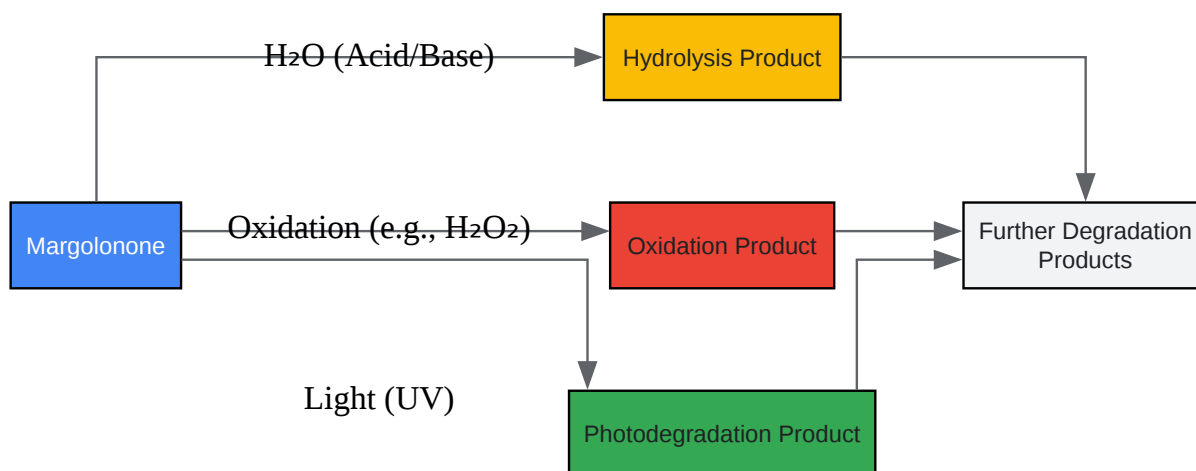 H₂O (Acid/Base)
Hydrolysis Product
Margolonone
Oxidation (e.g., H₂O₂)
Oxidation Product
Further Degradation
Products
Light (UV)
Photodegradation Product